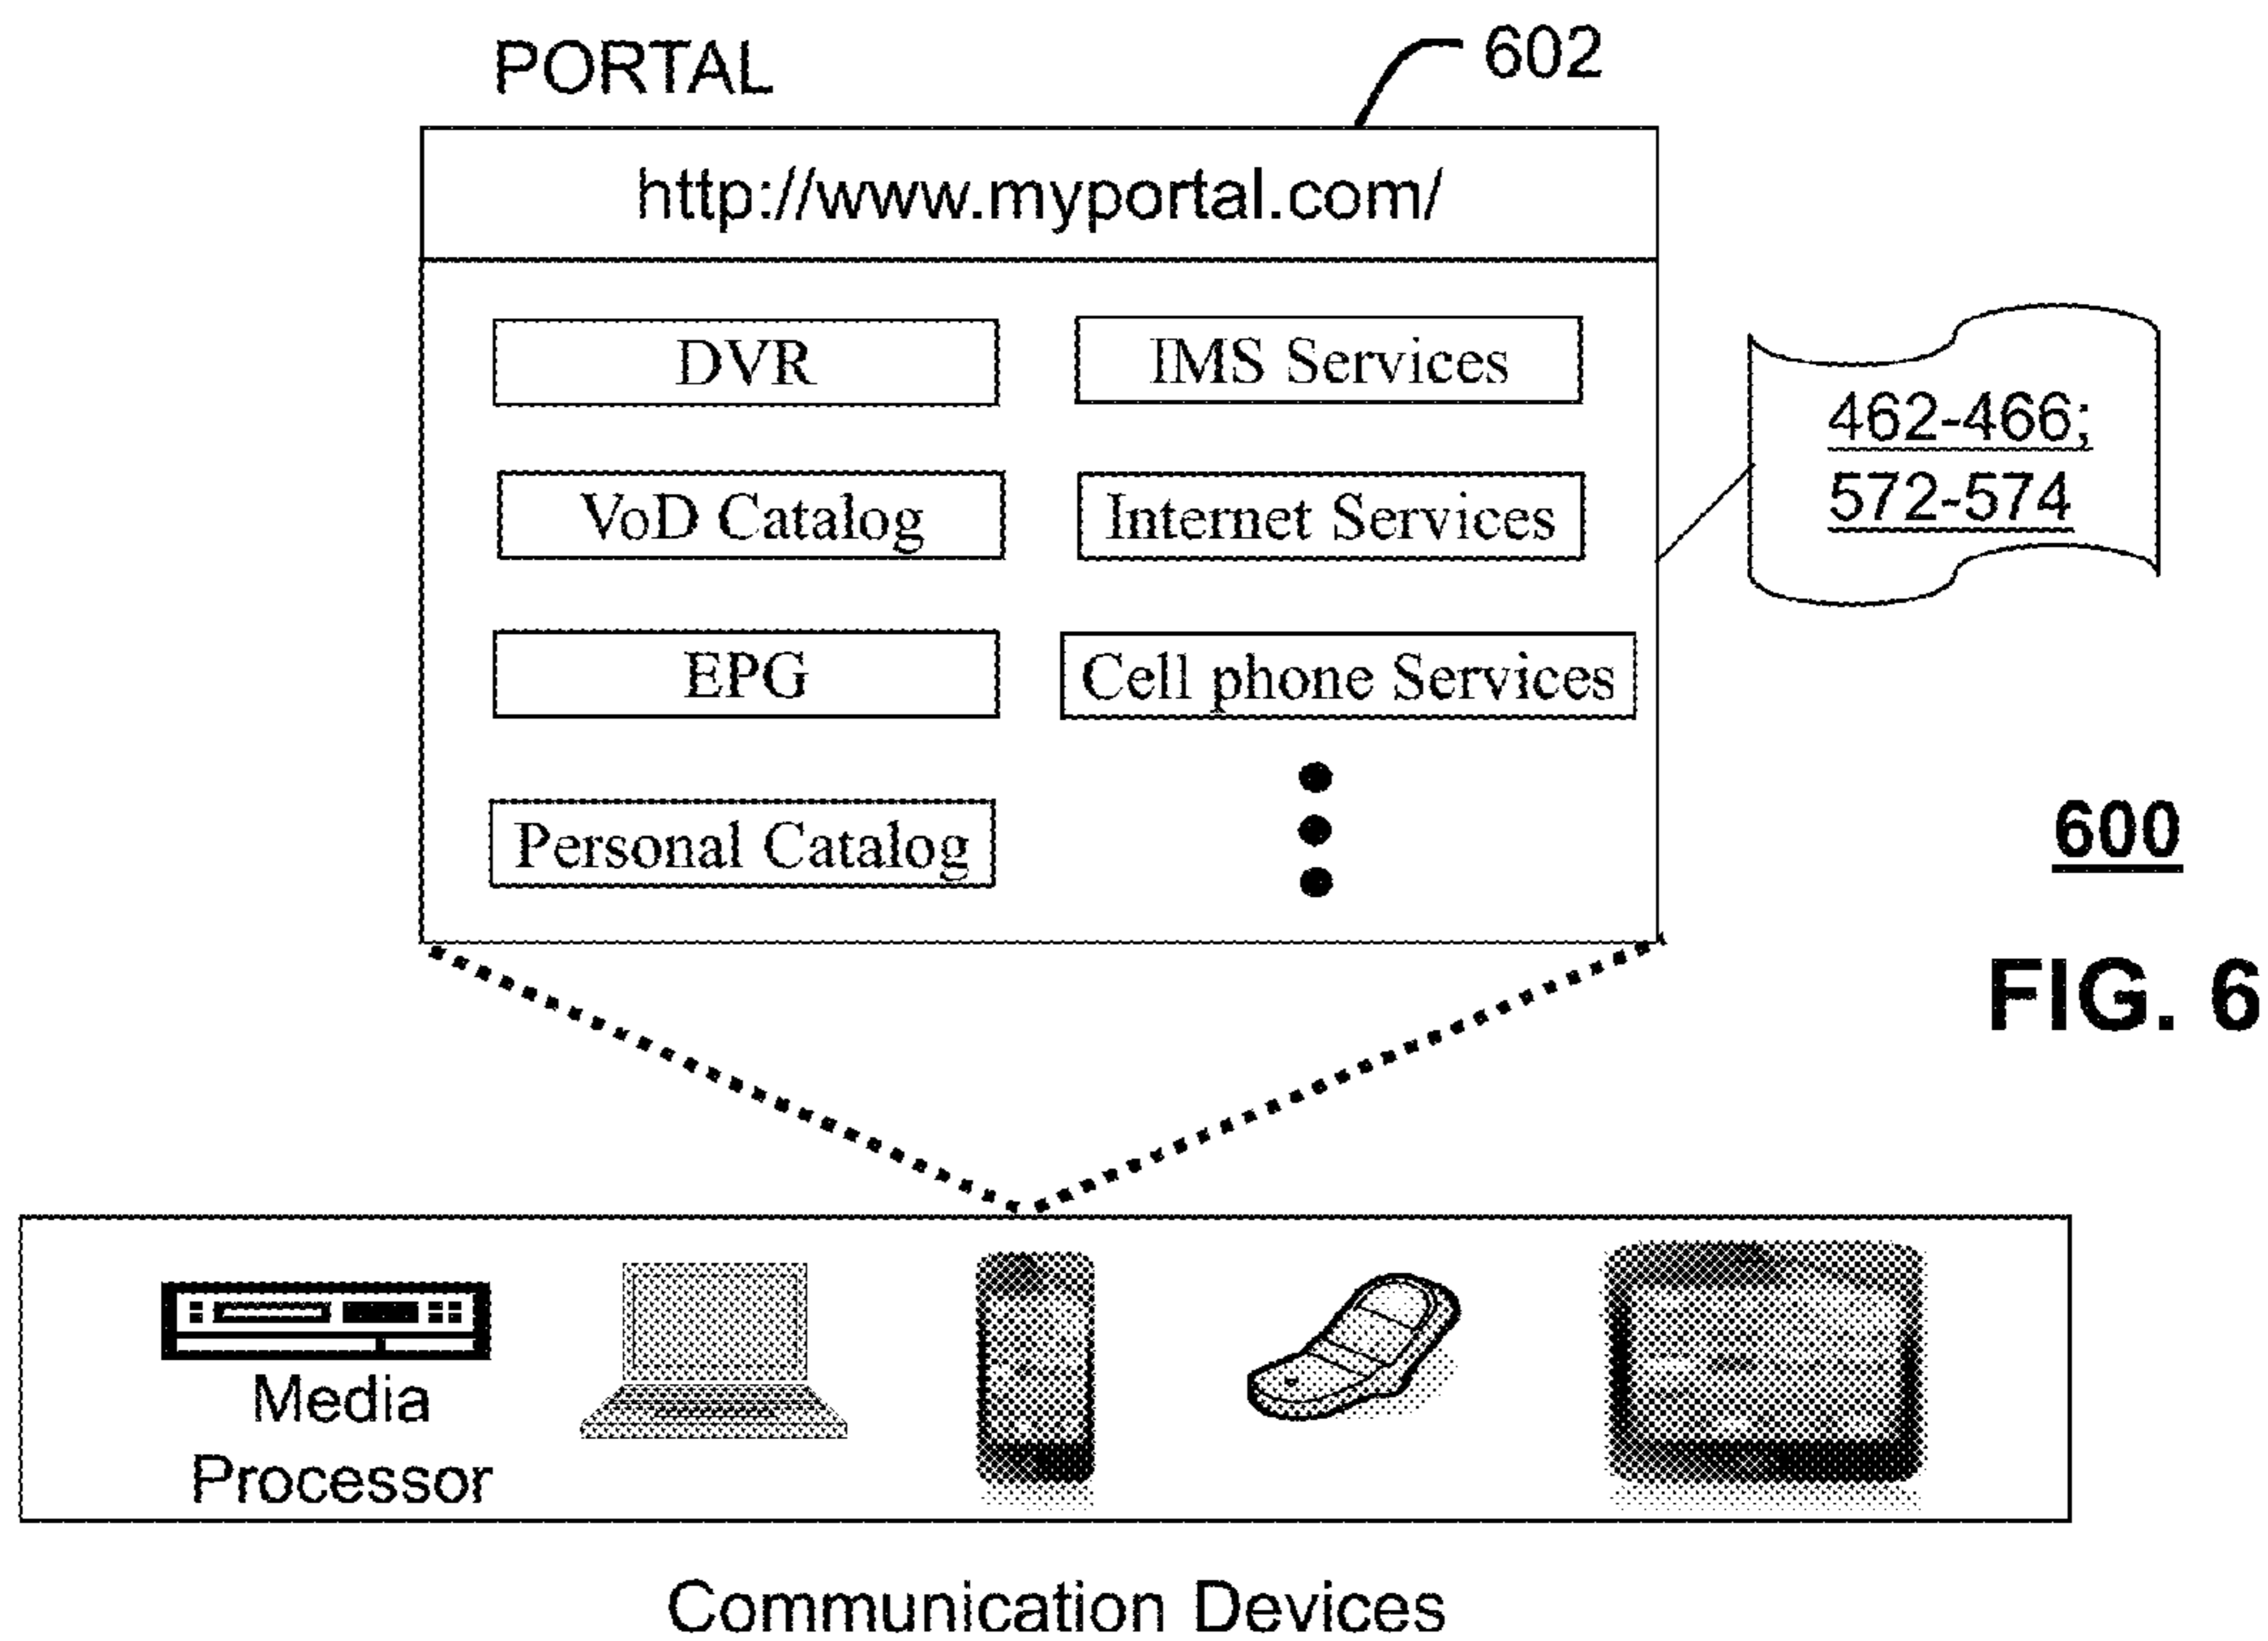 PORTAL
602
http://www.myportal.com/
DVR
IMS Services
VoD Catalog
Internet Services
EPG
Cell phone Services
Personal Catalog
462-466;
572-574
600
FIG. 6
Media
Processor
Communication Devices